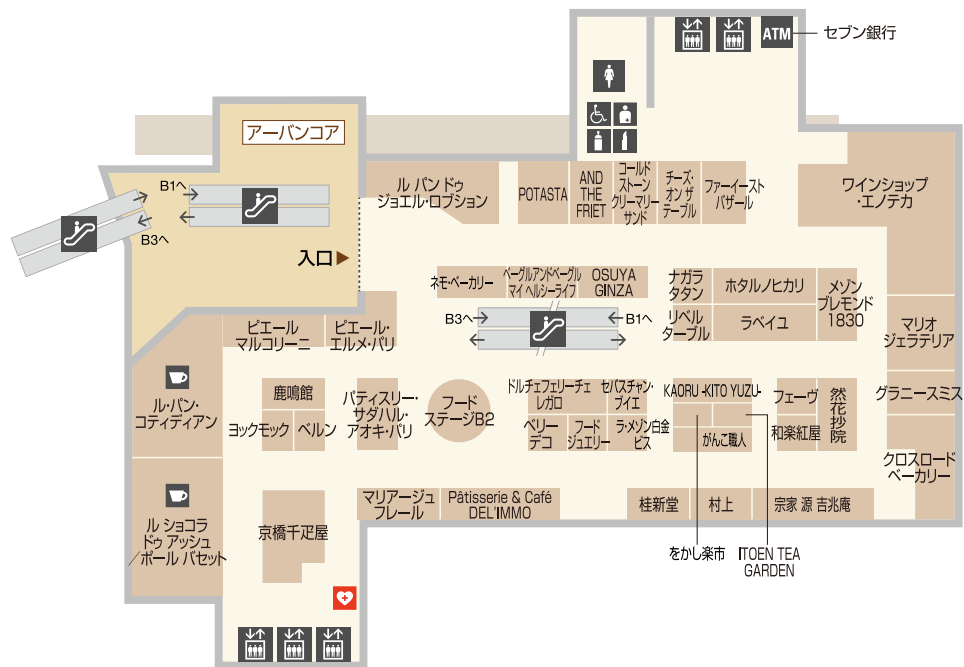 ATM
セブン銀行
アーバンコア
B1へ
B3へ
B1へ
入口
ル パン ドゥ
ジョエル・ロブション
POTASTA
AND
THE
FRIET
コールド
ストーン
クリーマリー
サンド
チーズ・
オン ザ
テーブル
ファーイースト
バザール
ワインショップ
・エノテカ
ネモ・ベーカリー
ベーグルアンドベーグル
マイ ヘルシーライフ
OSUYA
GINZA
ナガラ
タタン
ホタルノヒカリ
メゾン
ブレモンド
1830
リベル
ターブル
ラベイユ
マリオ
ジェラテリア
B3へ
B1へ
ピエール
マルコリーニ
ピエール・
エルメ・パリ
ル・パン・
コティディアン
鹿鳴館
ヨックモック
ベルン
パティスリー・
サダハル・
アオキ・パリ
フード
ステージB2
ドルチェフェリーチェ
レガロ
セバスチャン・
ブイエ
ベリー
デコ
フード
ジュエリー
ラ・メゾン白金
ビス
KAORU -KITO YUZU-
がんこ職人
フェーヴ
和楽紅屋
然花抄院
グラニースミス
クロスロード
ベーカリー
ル ショコラ
ドゥ アッシュ
／ポール バセット
京橋千疋屋
マリアージュ
フレール
Pâtisserie & Café
DEL'IMMO
桂新堂
村上
宗家 源 吉兆庵
をかし楽市
ITOEN TEA
GARDEN